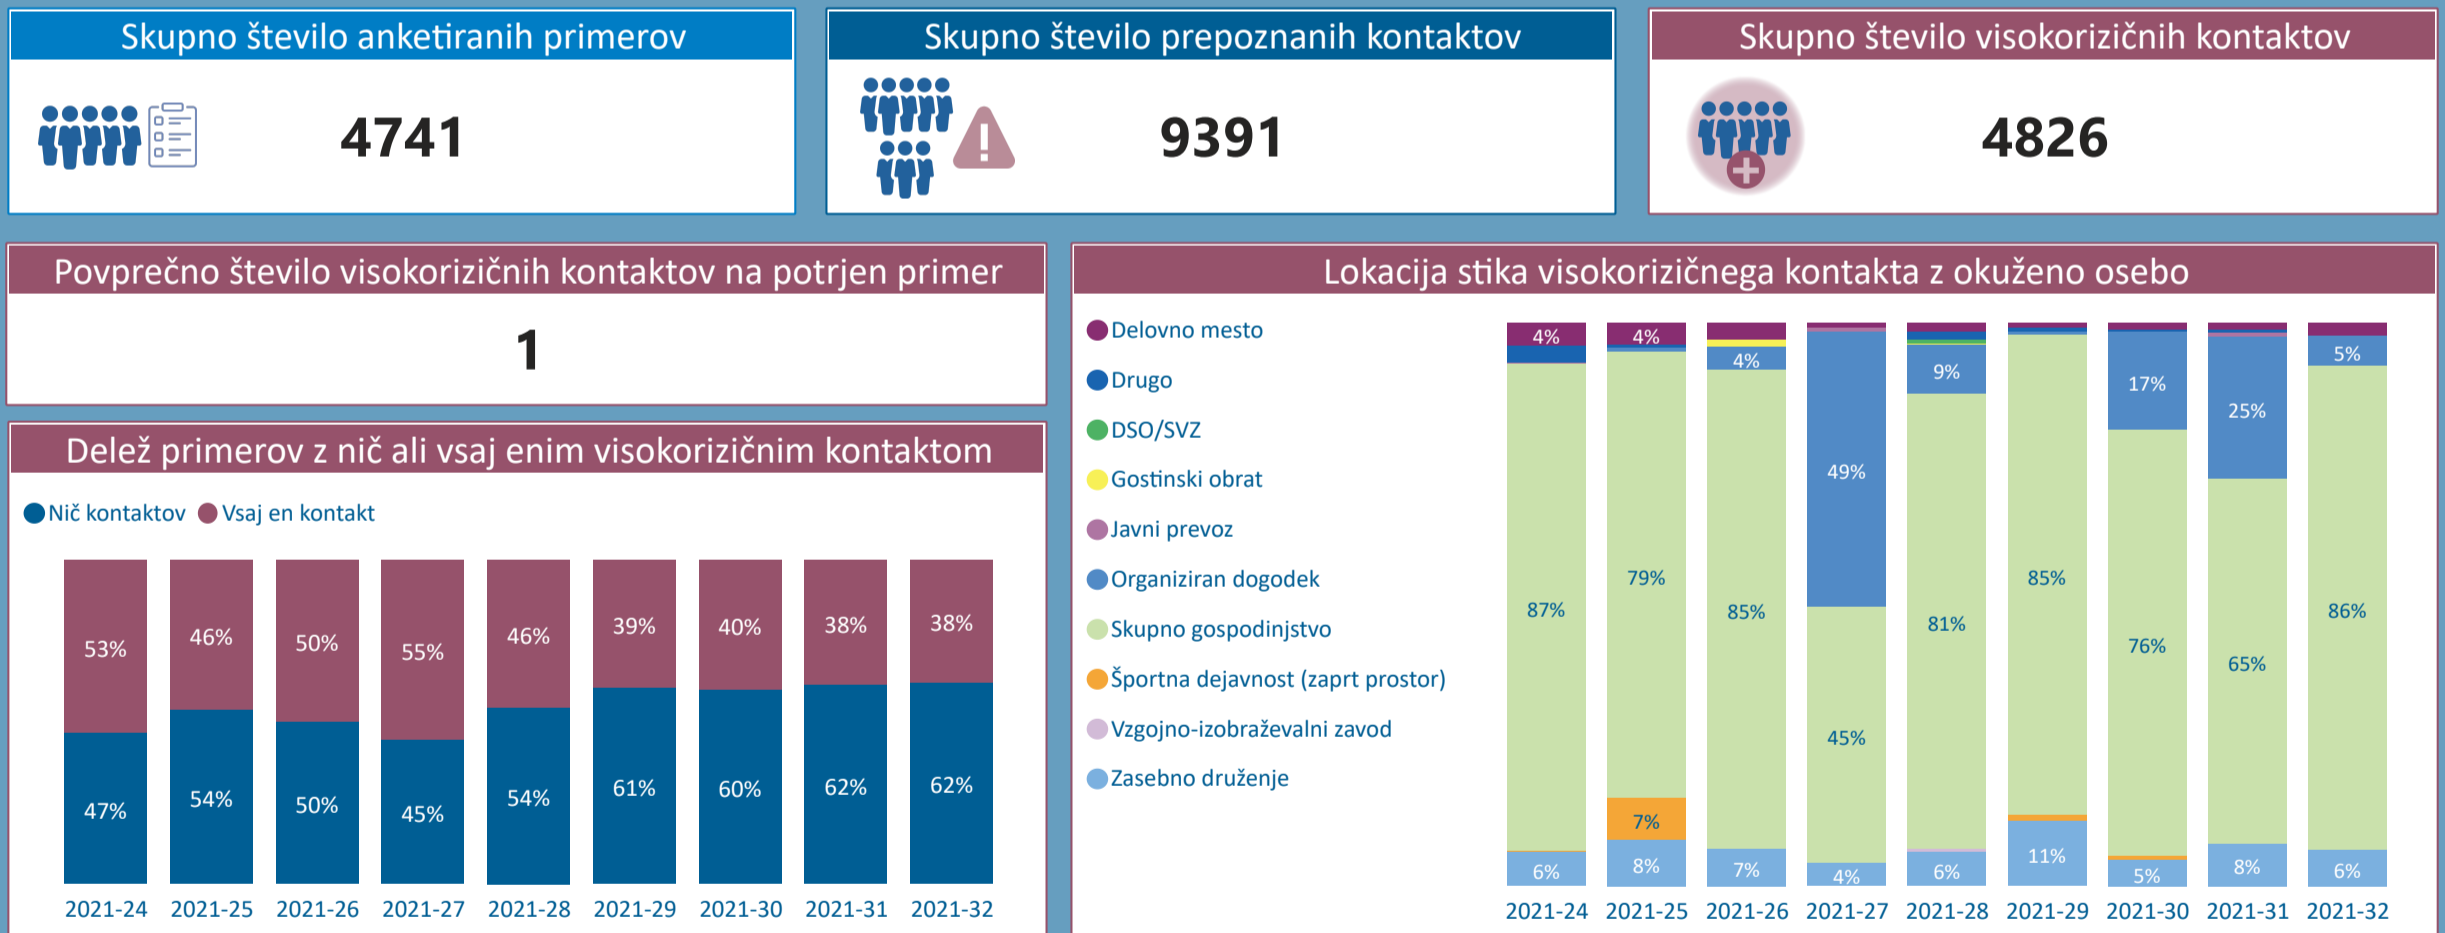 Skupno število anketiranih primerov
4741
Skupno število prepoznanih kontaktov
9391
Skupno število visokorizičnih kontaktov
4826
Povprečno število visokorizičnih kontaktov na potrjen primer
1
Delež primerov z nič ali vsaj enim visokorizičnim kontaktom
Nič kontaktov Vsaj en kontakt
53% 46% 50% 55% 46% 39% 40% 38% 38%
47% 54% 50% 45% 54% 61% 60% 62% 62%
2021-24 2021-25 2021-26 2021-27 2021-28 2021-29 2021-30 2021-31 2021-32
Lokacija stika visokorizičnega kontakta z okuženo osebo
Delovno mesto
Drugo
DSO/SVZ
Gostinski obrat
Javni prevoz
Organiziran dogodek
Skupno gospodinjstvo
Športna dejavnost (zaprt prostor)
Vzgojno-izobraževalni zavod
Zasebno druženje
4% 4%
4% 49% 9% 17% 25% 5%
87% 79% 85% 45% 81% 85% 76% 65% 86%
7%
6% 8% 7% 4% 6% 11% 5% 8% 6%
2021-24 2021-25 2021-26 2021-27 2021-28 2021-29 2021-30 2021-31 2021-32